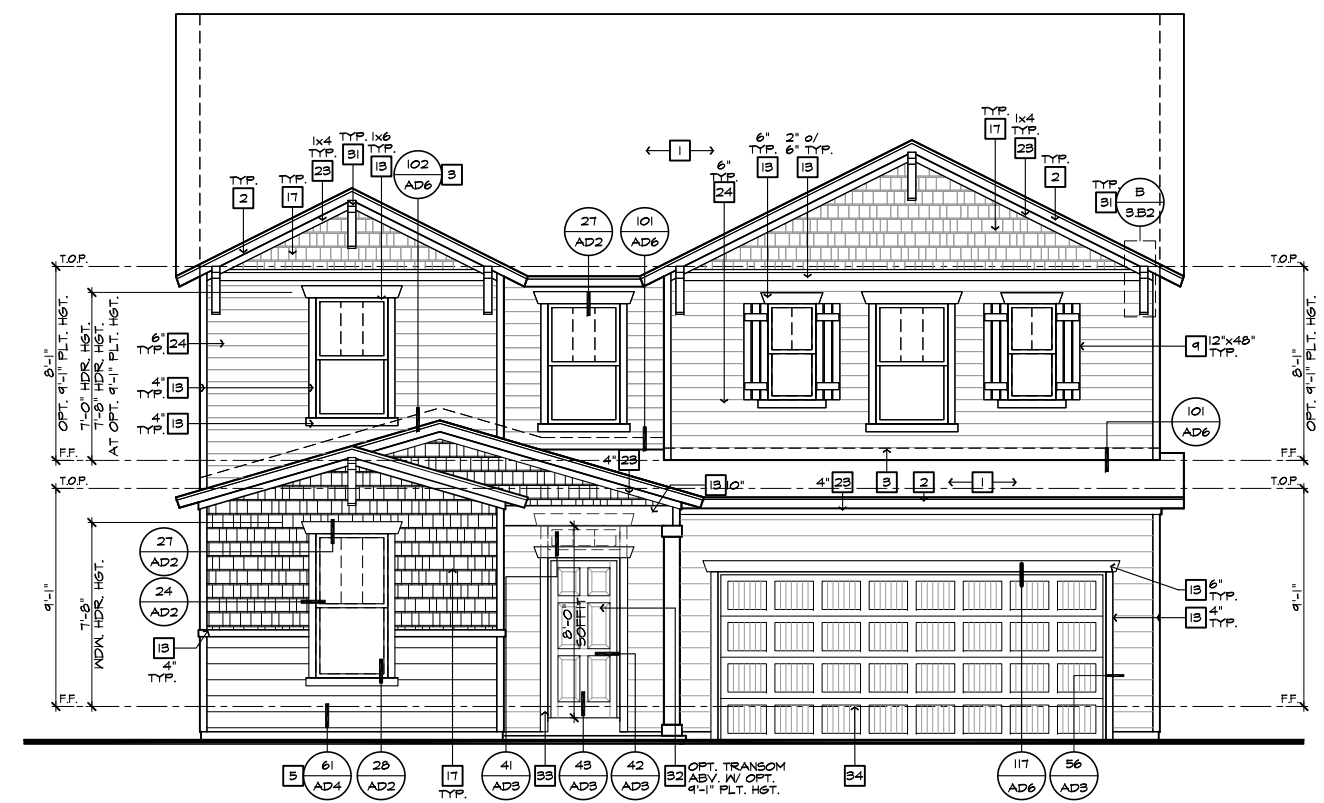 TYP.
17
1x4
TYP.
23
TYP.
2
6"
TYP.
13
2" o/
6" TYP.
13
1
6"
TYP.
24
TYP.
31
B
3.B2
1x4
TYP.
23
TYP.
31
1x6
TYP.
13
102
AD6
3
TYP.
2
TYP.
17
27
AD2
101
AD6
T.O.P.
T.O.P.
8'-1"
OPT. 9'-1" PLT. HGT.
7'-0" HDR. HGT.
7'-8" HDR. HGT.
AT OPT. 9'-1" PLT. HGT.
6"
TYP.
24
4"
TYP.
13
4"
TYP.
13
9
12"x48"
TYP.
8'-1"
OPT. 9'-1" PLT. HGT.
101
AD6
F.F.
F.F.
4"
23
T.O.P.
T.O.P.
13
10"
4"
23
3
2
1
27
AD2
24
AD2
9'-1"
7'-8"
WDW. HDR. HGT.
13
4"
TYP.
8'-0"
SOFFIT
13
6"
TYP.
13
4"
TYP.
9'-1"
F.F.
F.F.
5
61
AD4
28
AD2
17
TYP.
41
AD3
33
43
AD3
42
AD3
32
OPT. TRANSOM
ABV. W/ OPT.
9'-1" PLT. HGT.
34
117
AD6
56
AD3